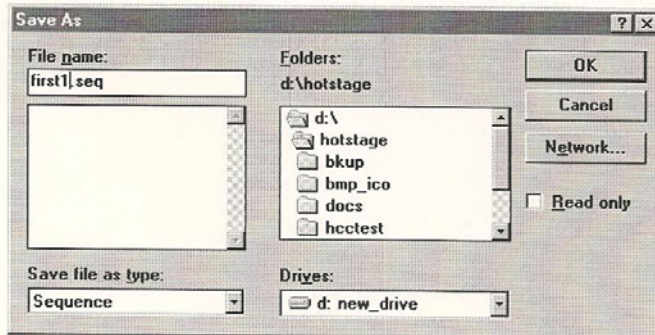 Save As
File name:
first1.seq
Save file as type:
Sequence
Folders:
d:\hotstage
d:\
hotstage
bkup
bmp_ico
docs
hcctest
Drives:
d: new_drive
OK
Cancel
Network...
Read only